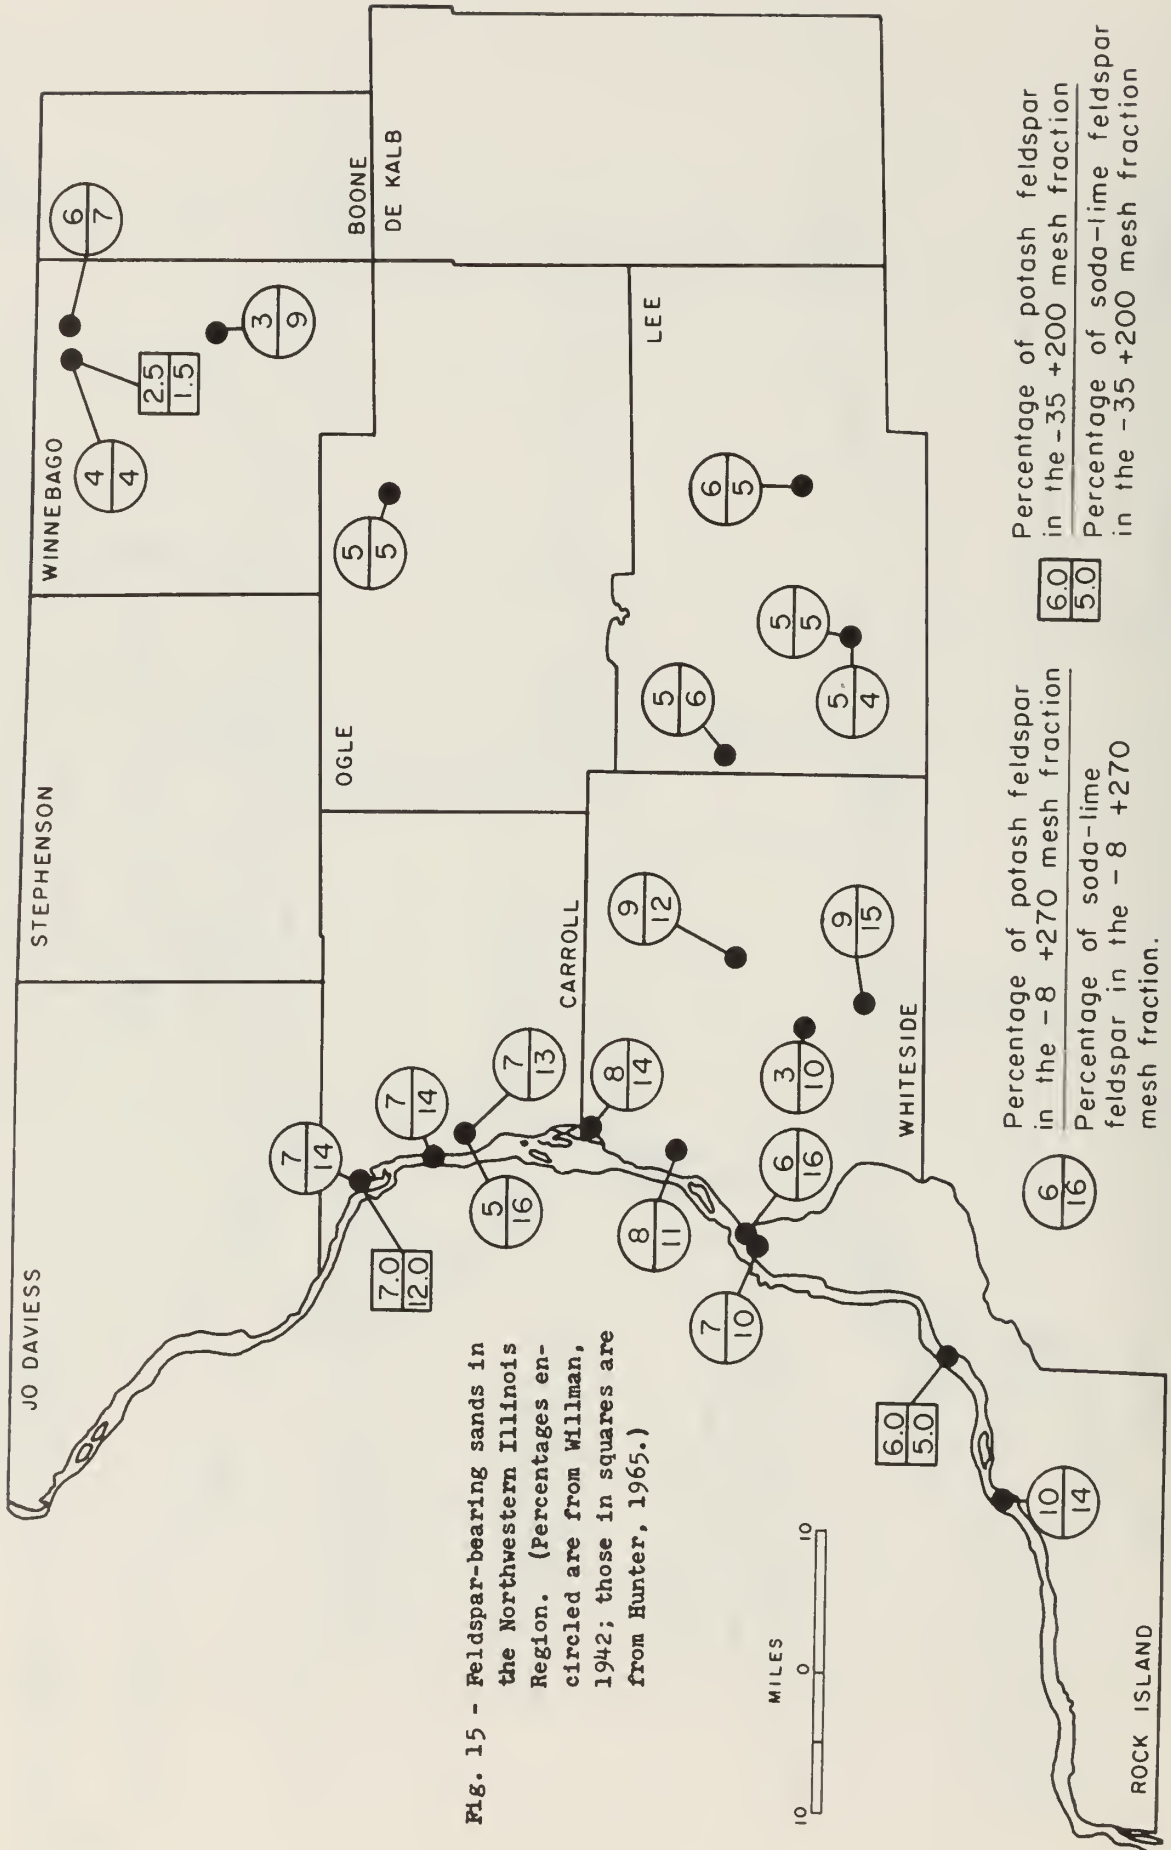 JO DAVIESS
STEPHENSON
WINNEBAGO
BOONE
DE KALB
OGLE
CARROLL
LEE
WHITESIDE
ROCK ISLAND
6
7
4
4
2.5
1.5
3
9
5
5
7
14
7.0
12.0
7
14
7
13
5
16
8
14
8
11
9
12
9
15
3
10
6
16
7
10
5
6
6
5
5
5
5
4
6.0
5.0
10
14
Fig. 15 - Feldspar-bearing sands in
the Northwestern Illinois
Region. (Percentages en-
circled are from Willman,
1942; those in squares are
from Hunter, 1965.)
MILES
10 0 10
6
16
Percentage of potash feldspar
in the -8 +270 mesh fraction
Percentage of soda-lime
feldspar in the -8 +270
mesh fraction.
6.0
5.0
Percentage of potash feldspar
in the -35 +200 mesh fraction
Percentage of soda-lime feldspar
in the -35 +200 mesh fraction